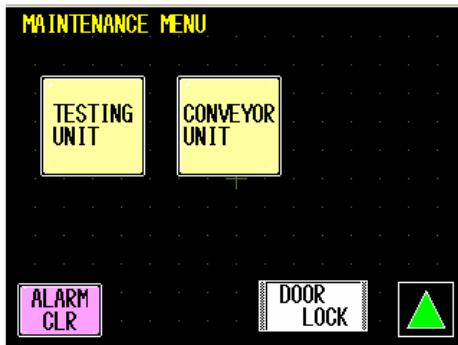 MAINTENANCE MENU
TESTING
UNIT
CONVEYOR
UNIT
ALARM
CLR
DOOR
LOCK